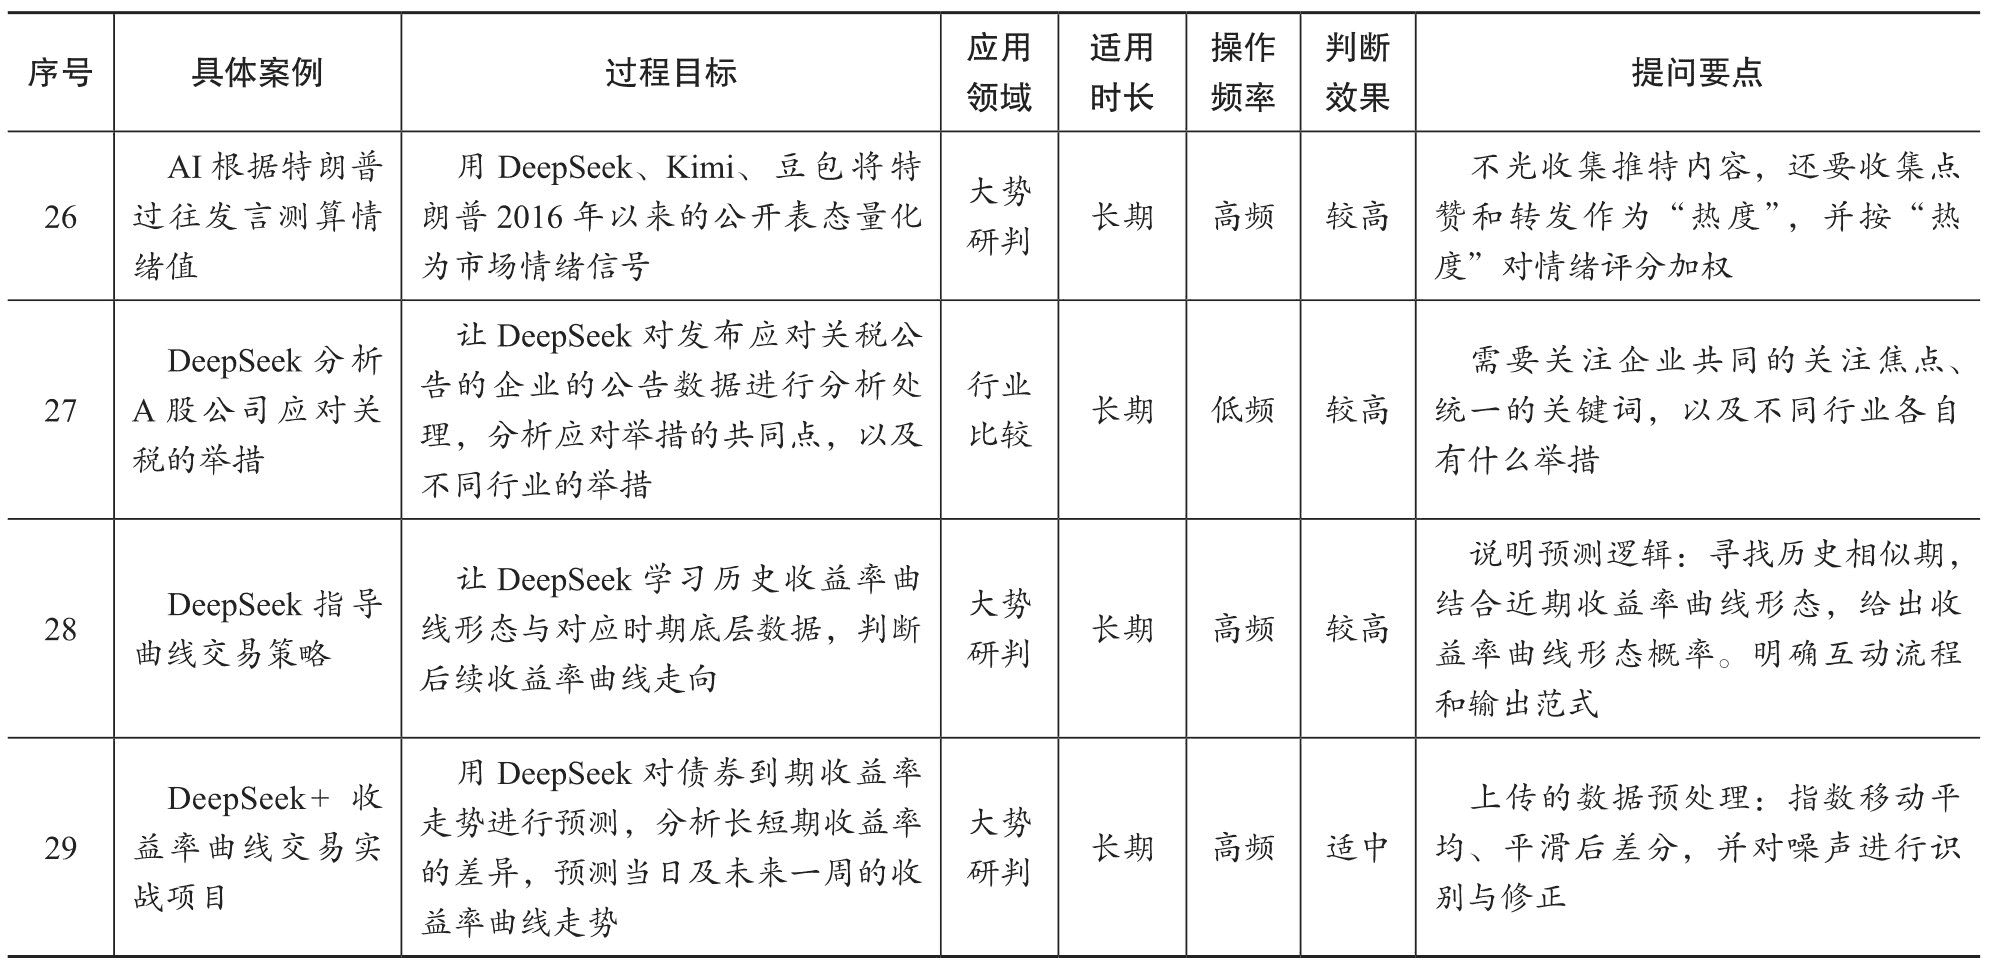 序号
具体案例
过程目标
应用
领域
适用
时长
操作
频率
判断
效果
提问要点
26
AI 根据特朗普
过往发言测算情
绪值
用 DeepSeek、Kimi、豆包将特
朗普 2016 年以来的公开表态量化
为市场情绪信号
大势
研判
长期
高频
较高
不光收集推特内容，还要收集点
赞和转发作为“热度”，并按“热
度”对情绪评分加权
27
DeepSeek 分析
A 股公司应对关
税的举措
让 DeepSeek 对发布应对关税公
告的企业的公告数据进行分析处
理，分析应对举措的共同点，以及
不同行业的举措
行业
比较
长期
低频
较高
需要关注企业共同的关注焦点、
统一的关键词，以及不同行业各自
有什么举措
28
DeepSeek 指导
曲线交易策略
让 DeepSeek 学习历史收益率曲
线形态与对应时期底层数据，判断
后续收益率曲线走向
大势
研判
长期
高频
较高
说明预测逻辑：寻找历史相似期，
结合近期收益率曲线形态，给出收
益率曲线形态概率。明确互动流程
和输出范式
29
DeepSeek+ 收
益率曲线交易实
战项目
用 DeepSeek 对债券到期收益率
走势进行预测，分析长短期收益率
的差异，预测当日及未来一周的收
益率曲线走势
大势
研判
长期
高频
适中
上传的数据预处理：指数移动平
均、平滑后差分，并对噪声进行识
别与修正